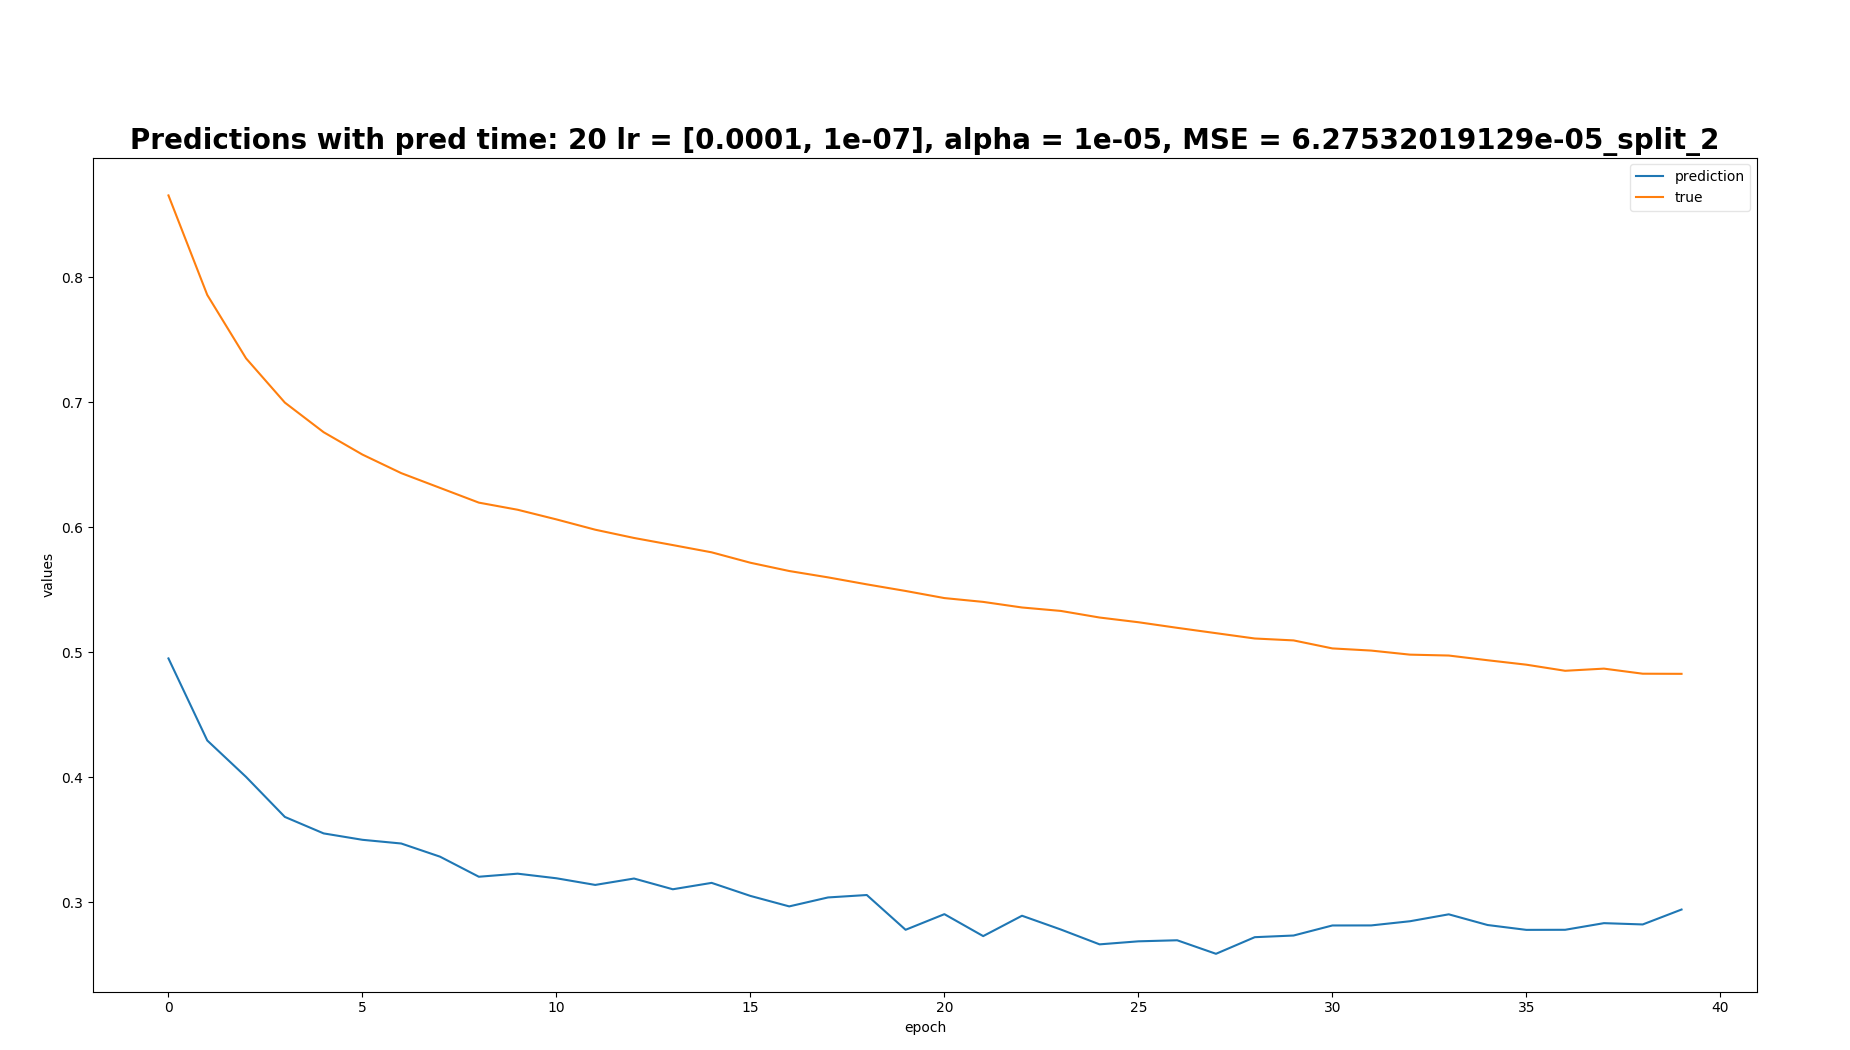 Predictions with pred time: 20 lr = [0.0001, 1e-07], alpha = 1e-05, MSE = 6.27532019129e-05_split_2
prediction
true
0.8
0.7
0.6
0.5
0.4
0.3
values
0 5 10 15 20 25 30 35 40
epoch